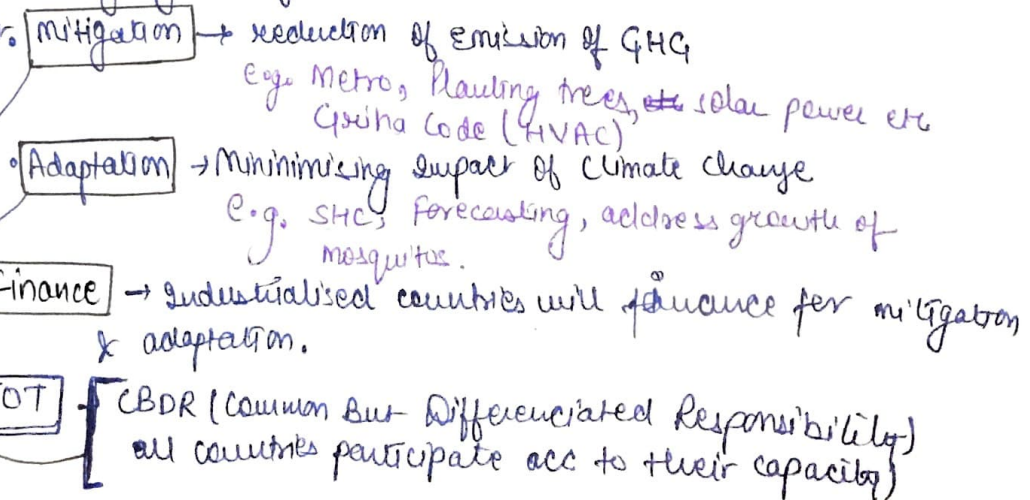 Mitigation → reduction of Emission of GHG
e.g. Metro, Planting trees, etc solar power etc
Griha Code (HVAC)
Adaptation → Mininimising Impact of Climate change
e.g. SHC, Forecasting, address growth of
mosquitos.
Finance → Industrialised countries will finance for mitigation
& adaptation.
OT CBDR (Common But Differenciated Responsibility)
all countries participate acc to their capacity)